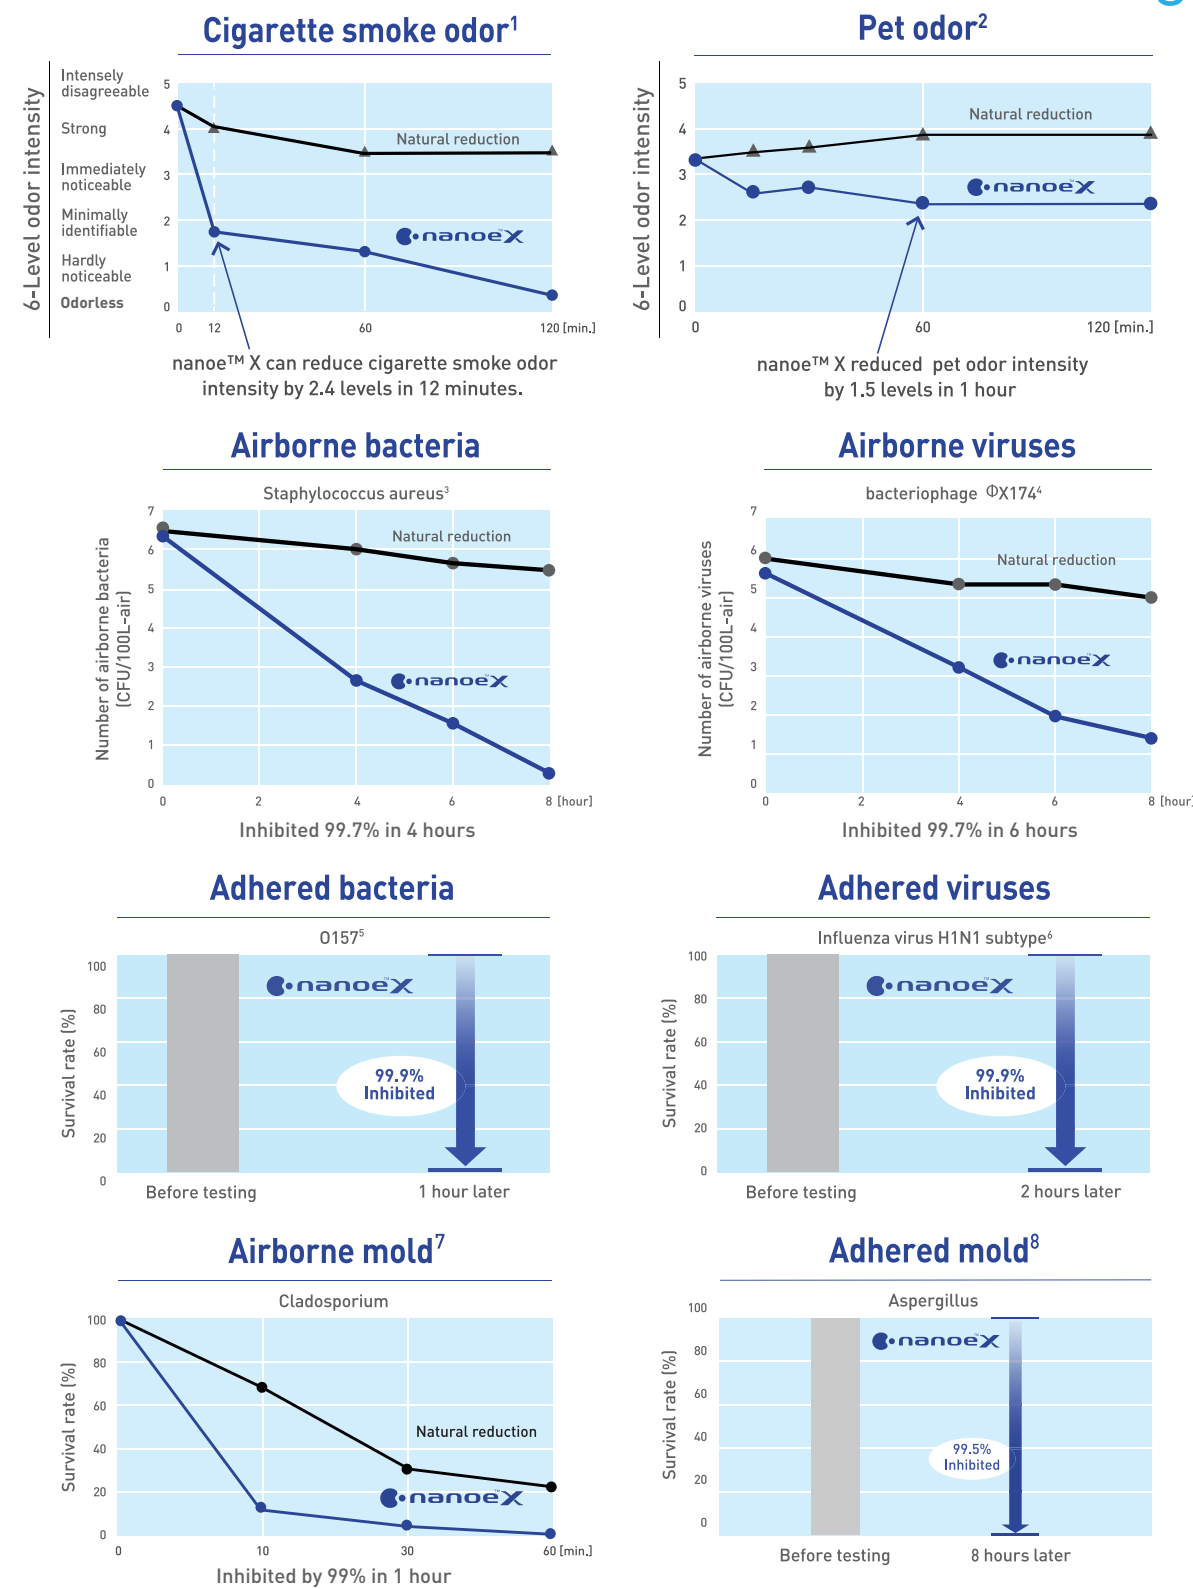 Cigarette smoke odor1
6-Level odor intensity
Intensely
disagreeable
Strong
Immediately
noticeable
Minimally
identifiable
Hardly
noticeable
Odorless
5
4
3
2
1
0
Natural reduction
nanoe™X
0 12 60 120 [min.]
nanoe™ X can reduce cigarette smoke odor
intensity by 2.4 levels in 12 minutes.
Pet odor2
6-Level odor intensity
5
4
3
2
1
0
Natural reduction
nanoe™X
0 60 120 [min.]
nanoe™ X reduced pet odor intensity
by 1.5 levels in 1 hour
Airborne bacteria
Staphylococcus aureus3
Number of airborne bacteria
(CFU/100L-air)
7
6
5
4
3
2
1
0
Natural reduction
nanoe™X
0 2 4 6 8 [hour]
Inhibited 99.7% in 4 hours
Airborne viruses
bacteriophage ΦX1744
Number of airborne viruses
(CFU/100L-air)
7
6
5
4
3
2
1
0
Natural reduction
nanoe™X
0 2 4 6 8 [hour]
Inhibited 99.7% in 6 hours
Adhered bacteria
O1575
Survival rate (%)
100
80
60
40
20
0
nanoe™X
99.9%
Inhibited
Before testing 1 hour later
Adhered viruses
Influenza virus H1N1 subtype6
Survival rate (%)
100
80
60
40
20
0
nanoe™X
99.9%
Inhibited
Before testing 2 hours later
Airborne mold7
Cladosporium
Survival rate (%)
100
80
60
40
20
0
Natural reduction
nanoe™X
0 10 30 60 [min.]
Inhibited by 99% in 1 hour
Adhered mold8
Aspergillus
Survival rate (%)
100
80
60
40
20
0
nanoe™X
99.5%
Inhibited
Before testing 8 hours later